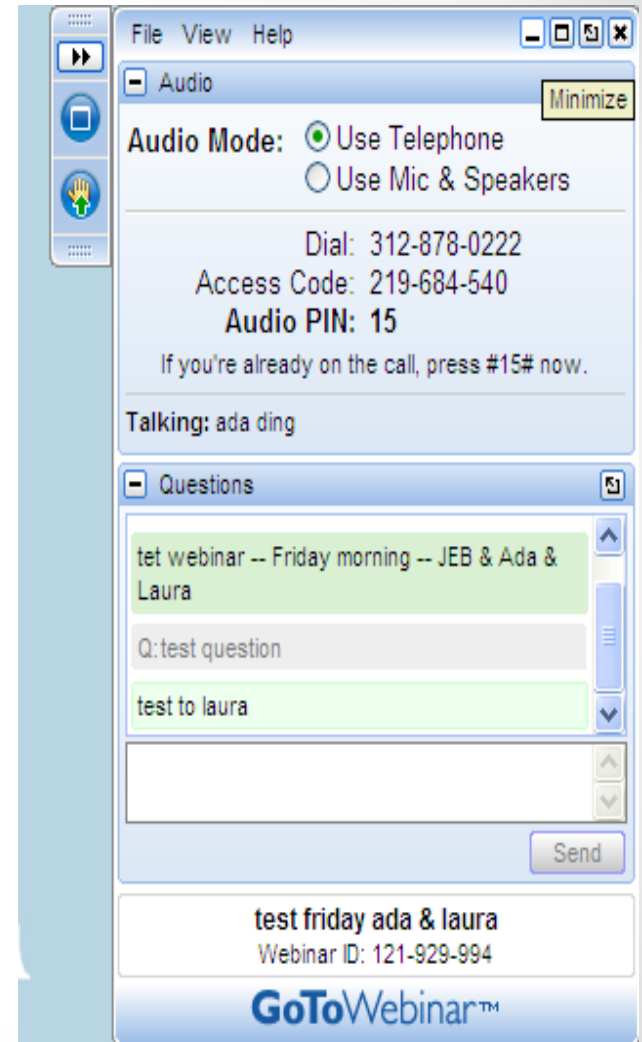 File View Help
Audio
Minimize
Audio Mode: Use Telephone
Use Mic & Speakers
Dial: 312-878-0222
Access Code: 219-684-540
Audio PIN: 15
If you're already on the call, press #15# now.
Talking: ada ding
Questions
tet webinar -- Friday morning -- JEB & Ada &
Laura
Q:test question
test to laura
Send
test friday ada & laura
Webinar ID: 121-929-994
GoToWebinar™